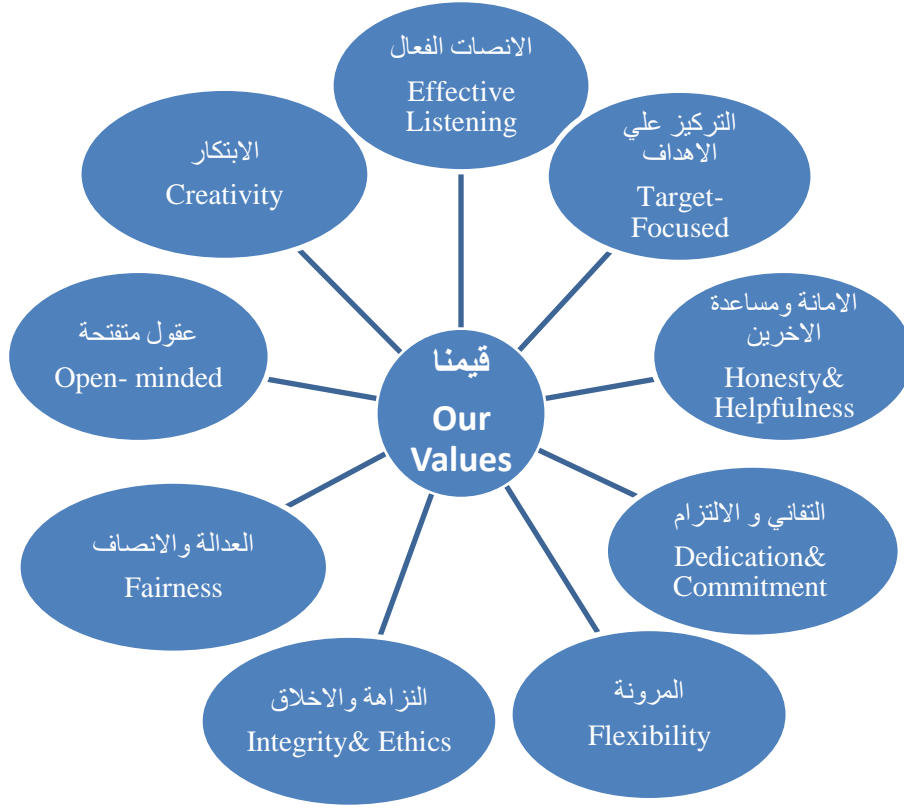 الانصات الفعال
Effective
Listening
التركيز علي
الاهداف
Target-
Focused
الامانة ومساعدة
الاخرين
Honesty&
Helpfulness
التفاني و الالتزام
Dedication&
Commitment
المرونة
Flexibility
النزاهة والاخلاق
Integrity& Ethics
العدالة والانصاف
Fairness
عقول متفتحة
Open- minded
الابتكار
Creativity
قيمنا
Our
Values